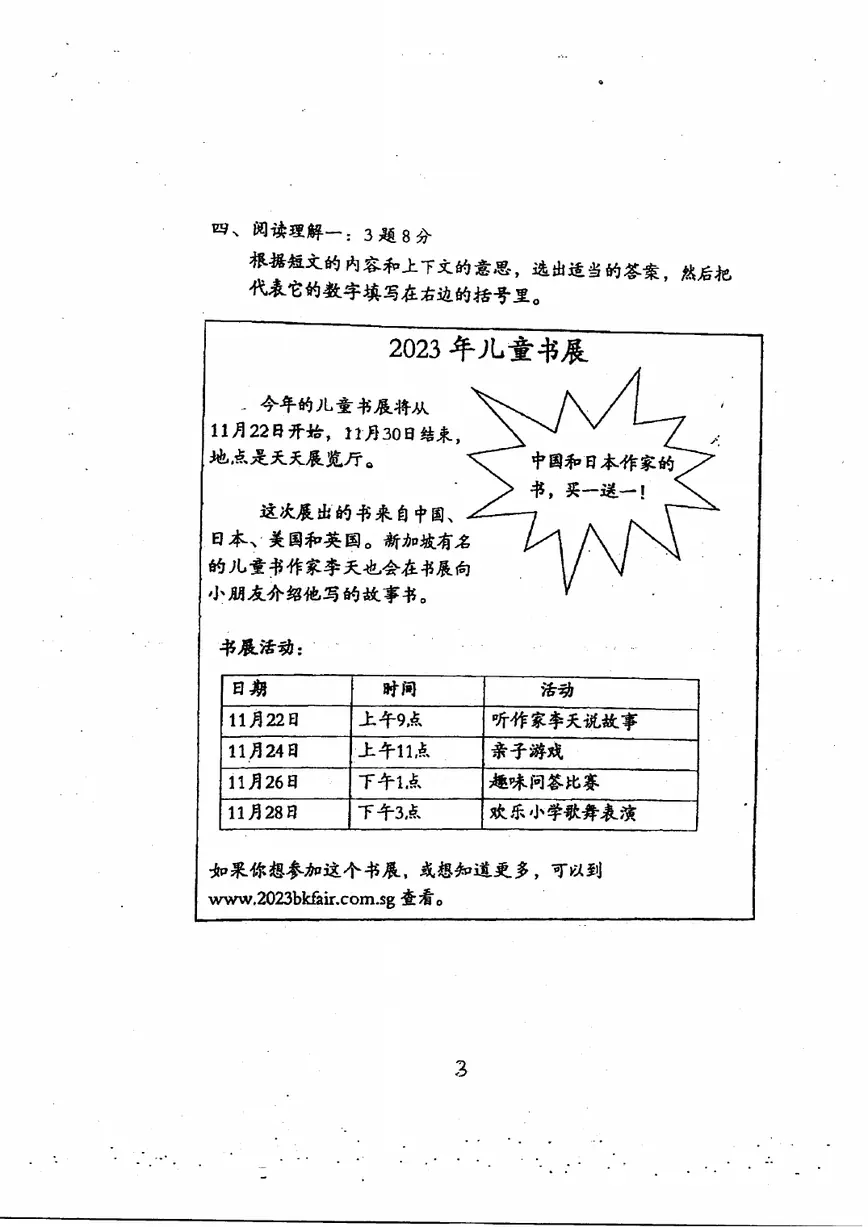 四、阅读理解一：3题8分
根据短文的内容和上下文的意思，选出适当的答案，然后把
代表它的数字填写在右边的括号里。
2023年儿童书展
今年的儿童书展将从
11月22日开始，11月30日结束，
地点是天天展览厅。
中国和日本作家的
书，买一送一！
这次展出的书来自中国、
日本、美国和英国。新加坡有名
的儿童书作家李天也会在书展向
小朋友介绍他写的故事书。
书展活动：
日期 时间 活动
11月22日 上午9点 听作家李天说故事
11月24日 上午11点 亲子游戏
11月26日 下午1点 趣味问答比赛
11月28日 下午3点 欢乐小学歌舞表演
如果你想参加这个书展，或想知道更多，可以到
www.2023bkfair.com.sg 查看。
3